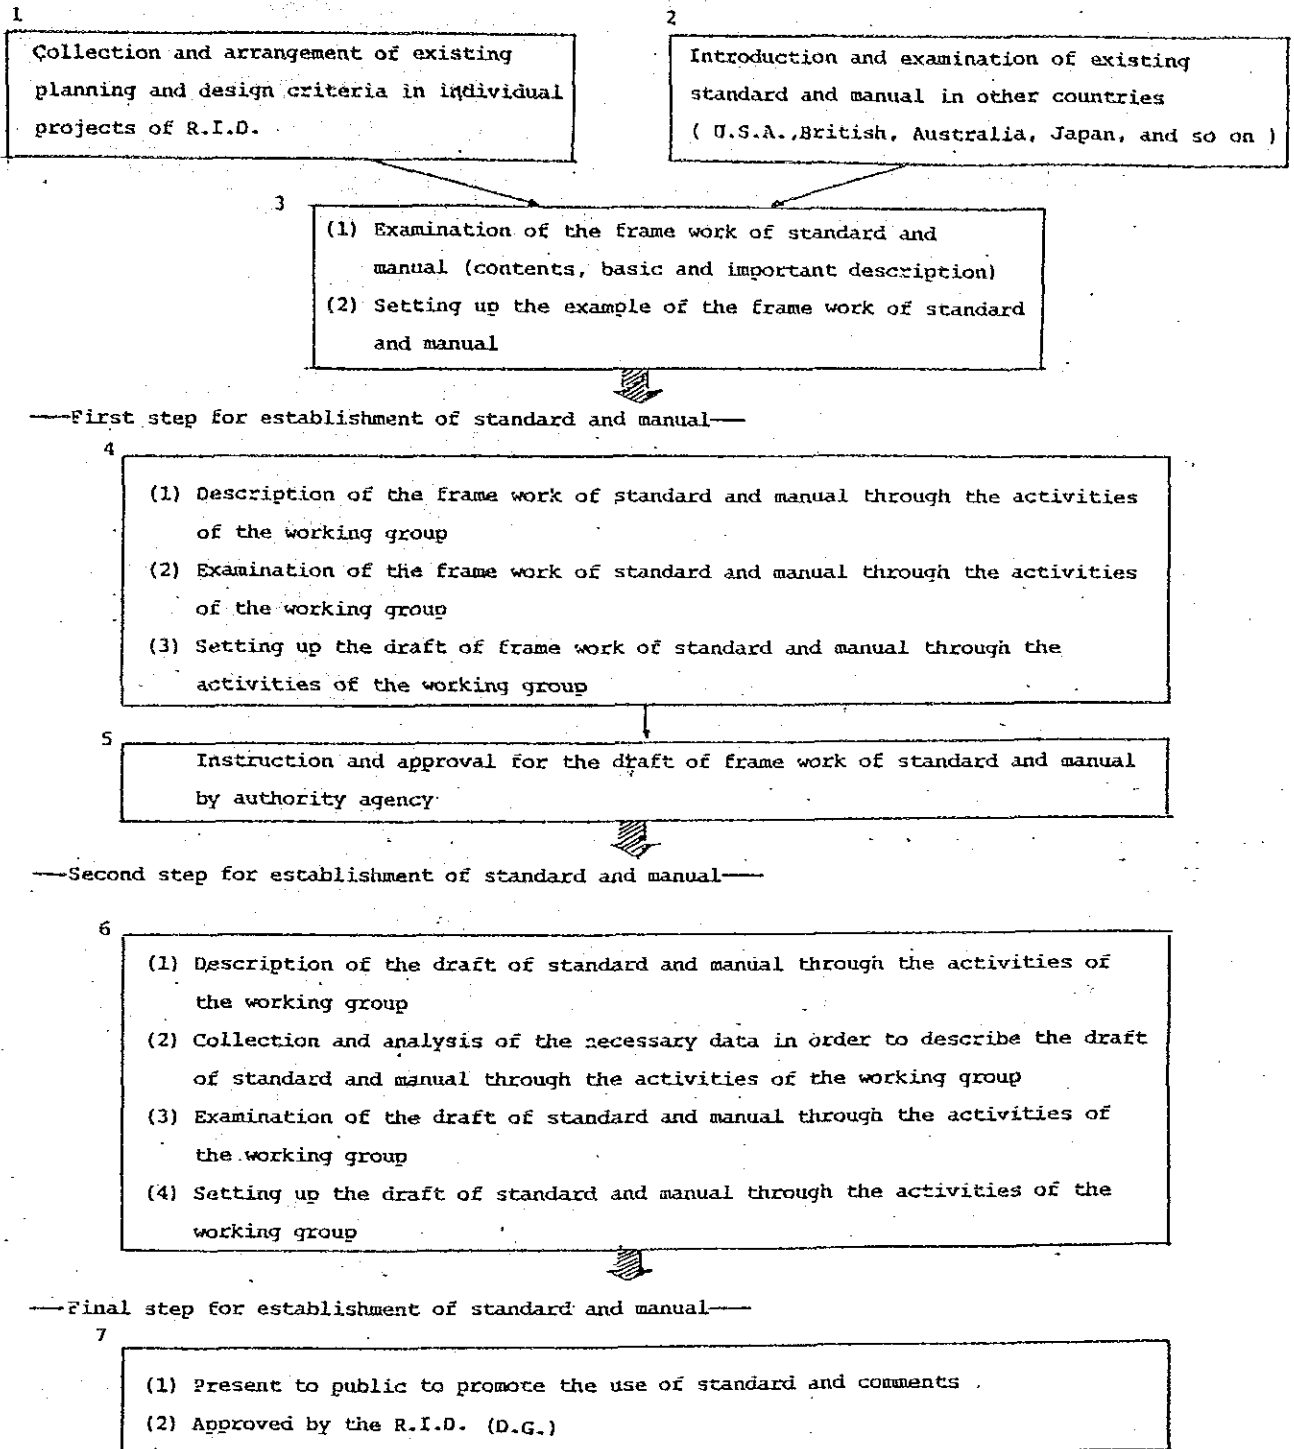 1
Collection and arrangement of existing
planning and design criteria in individual
projects of R.I.D.
2
Introduction and examination of existing
standard and manual in other countries
( U.S.A.,British, Australia, Japan, and so on )
3
(1) Examination of the frame work of standard and
manual (contents, basic and important description)
(2) Setting up the example of the frame work of standard
and manual
——First step for establishment of standard and manual——
4
(1) Description of the frame work of standard and manual through the activities
of the working group
(2) Examination of the frame work of standard and manual through the activities
of the working group
(3) Setting up the draft of frame work of standard and manual through the
activities of the working group
5
Instruction and approval for the draft of frame work of standard and manual
by authority agency
——Second step for establishment of standard and manual——
6
(1) Description of the draft of standard and manual through the activities of
the working group
(2) Collection and analysis of the necessary data in order to describe the draft
of standard and manual through the activities of the working group
(3) Examination of the draft of standard and manual through the activities of
the working group
(4) Setting up the draft of standard and manual through the activities of the
working group
——Final step for establishment of standard and manual——
7
(1) Present to public to promote the use of standard and comments .
(2) Approved by the R.I.D. (D.G.)